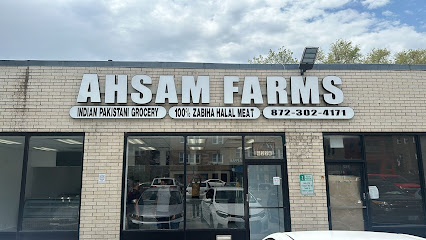 AHSAM FARMS
INDIAN PAKISTANI GROCERY 100% ZABIHA HALAL MEAT 872-302-4171